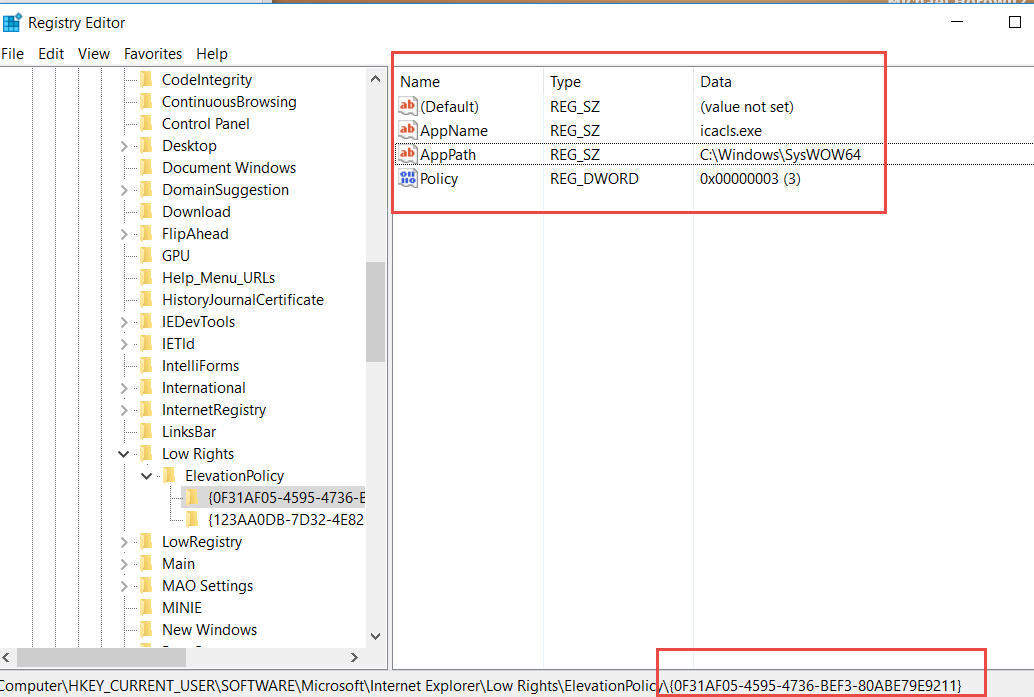 Registry Editor
File Edit View Favorites Help
CodeIntegrity
ContinuousBrowsing
Control Panel
Desktop
Document Windows
DomainSuggestion
Download
FlipAhead
GPU
Help_Menu_URLs
HistoryJournalCertificate
IEDevTools
IETld
IntelliForms
International
InternetRegistry
LinksBar
Low Rights
ElevationPolicy
{0F31AF05-4595-4736-B
{123AA0DB-7D32-4E82
LowRegistry
Main
MAO Settings
MINIE
New Windows
Name Type Data
(Default) REG_SZ (value not set)
AppName REG_SZ icacls.exe
AppPath REG_SZ C:\Windows\SysWOW64
Policy REG_DWORD 0x00000003 (3)
Computer\HKEY_CURRENT_USER\SOFTWARE\Microsoft\Internet Explorer\Low Rights\ElevationPolicy\{0F31AF05-4595-4736-BEF3-80ABE79E9211}